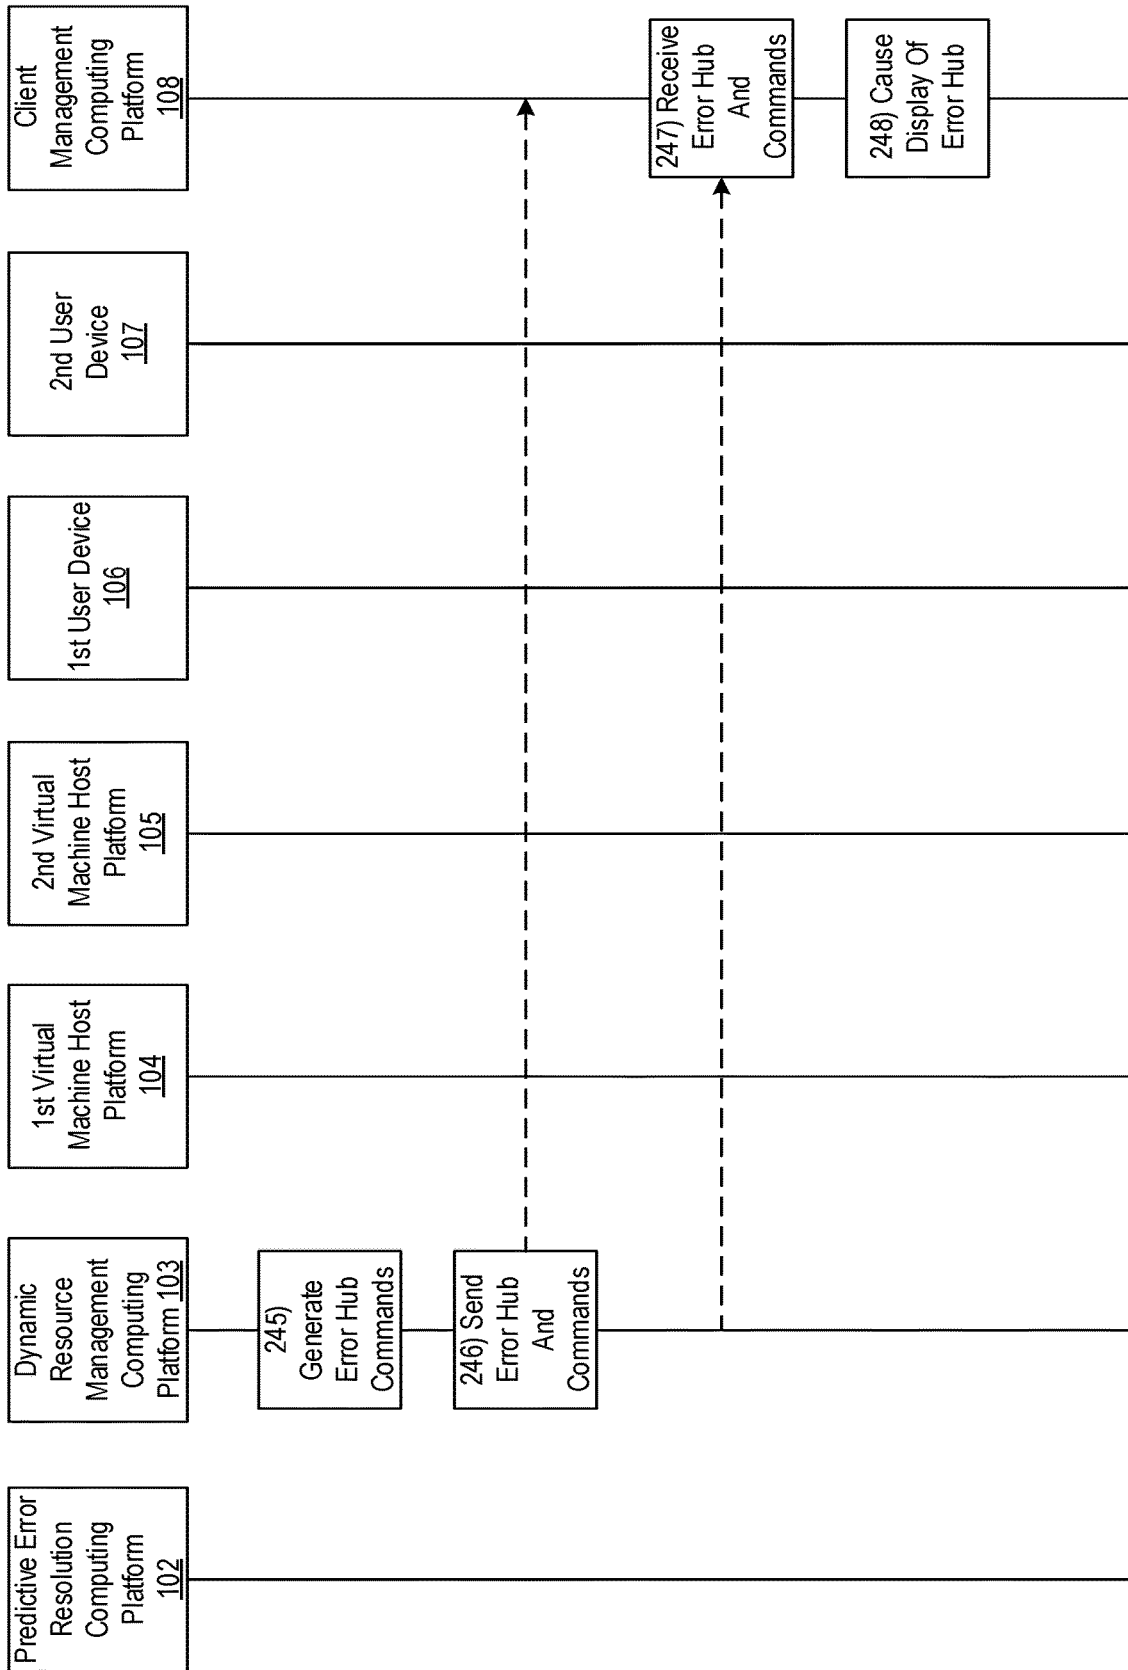 Predictive Error
Resolution
Computing
Platform
102
Dynamic
Resource
Management
Computing
Platform 103
1st Virtual
Machine Host
Platform
104
2nd Virtual
Machine Host
Platform
105
1st User Device
106
2nd User
Device
107
Client
Management
Computing
Platform
108
245)
Generate
Error Hub
Commands
246) Send
Error Hub
And
Commands
247) Receive
Error Hub
And
Commands
248) Cause
Display Of
Error Hub